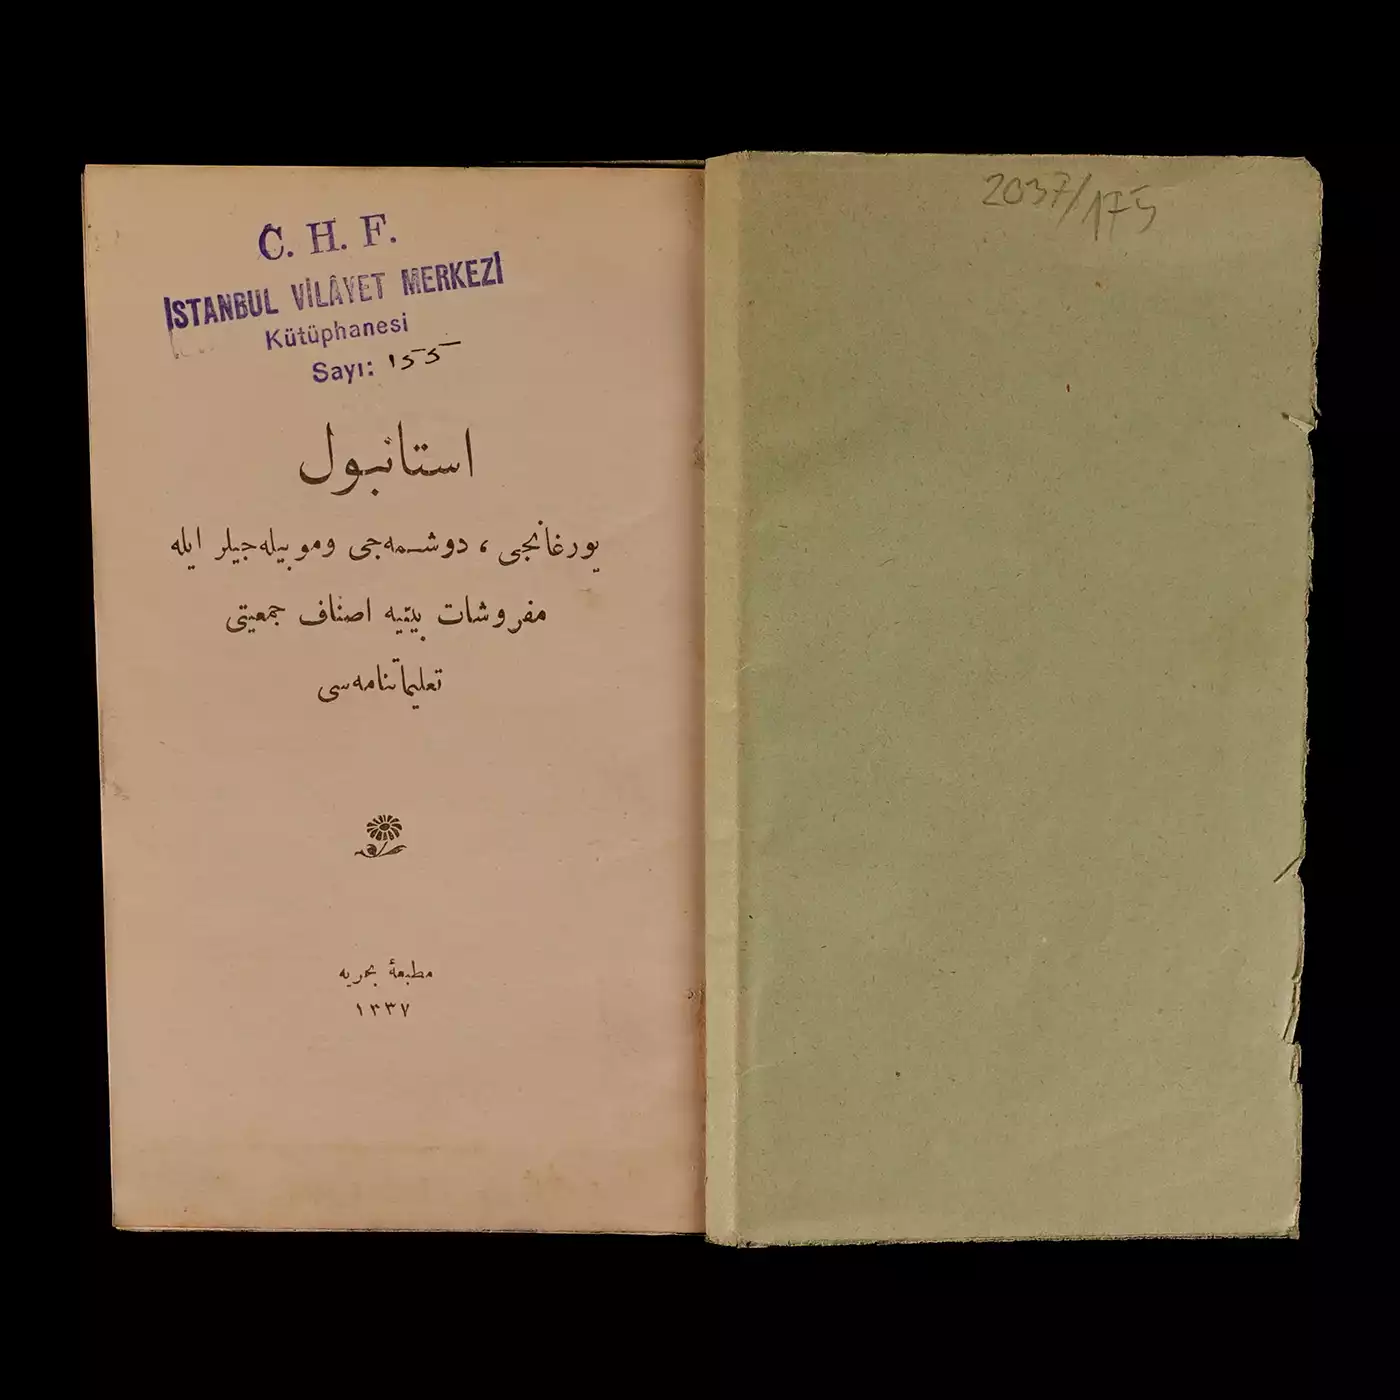 C. H. F.
İSTANBUL VİLÂYET MERKEZİ
Kütüphanesi
Sayı: 155
استانبول
يورغانجى ، دوشمه‌جى وموبيله‌جيلر ايله
مفروشات بيتيه اصناف جمعيتى
تعليماتنامه‌سى
مطبعهٔ بحريه
١٣٣٧
2037/175